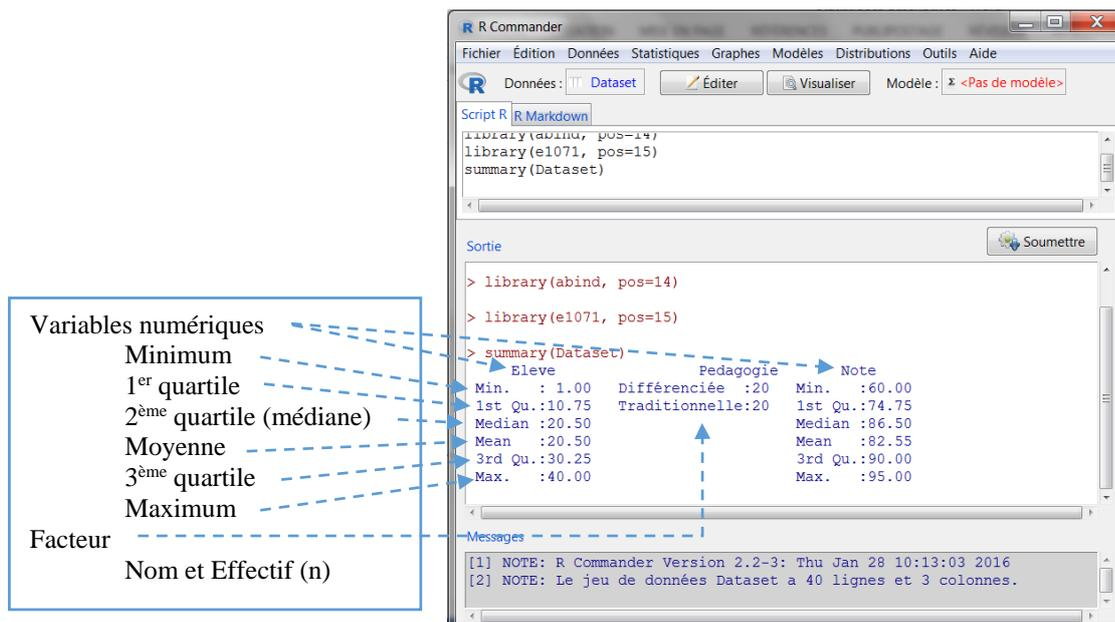 R Commander
Fichier Édition Données Statistiques Graphes Modèles Distributions Outils Aide
Données : Dataset Éditer Visualiser Modèle : Σ <Pas de modèle>
Script R R Markdown
library(abind, pos=14)
library(e1071, pos=15)
summary(Dataset)
Sortie
Soumettre
> library(abind, pos=14)
> library(e1071, pos=15)
> summary(Dataset)
Eleve Pedagogie Note
Min. : 1.00 Différenciée :20 Min. :60.00
1st Qu.:10.75 Traditionnelle:20 1st Qu.:74.75
Median :20.50 Median :86.50
Mean :20.50 Mean :82.55
3rd Qu.:30.25 3rd Qu.:90.00
Max. :40.00 Max. :95.00
Messages
[1] NOTE: R Commander Version 2.2-3: Thu Jan 28 10:13:03 2016
[2] NOTE: Le jeu de données Dataset a 40 lignes et 3 colonnes.
Variables numériques
Minimum
1er quartile
2ème quartile (médiane)
Moyenne
3ème quartile
Maximum
Facteur
Nom et Effectif (n)